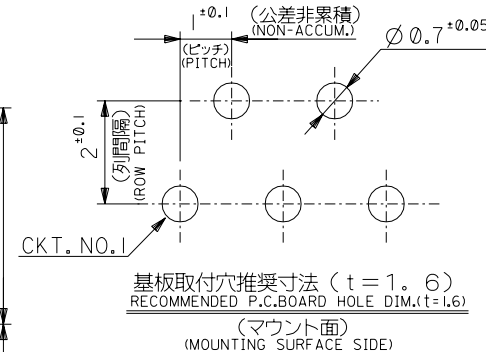 1 ±0.1
(公差非累積)
(NON-ACCUM.)
(ピッチ)
(PITCH)
Ø0.7 ±0.05
2 ±0.1
(列間隔)
(ROW PITCH)
CKT. NO.1
基板取付穴推奨寸法 (t=1. 6)
RECOMMENDED P.C.BOARD HOLE DIM.(t=1.6)
(マウント面)
(MOUNTING SURFACE SIDE)